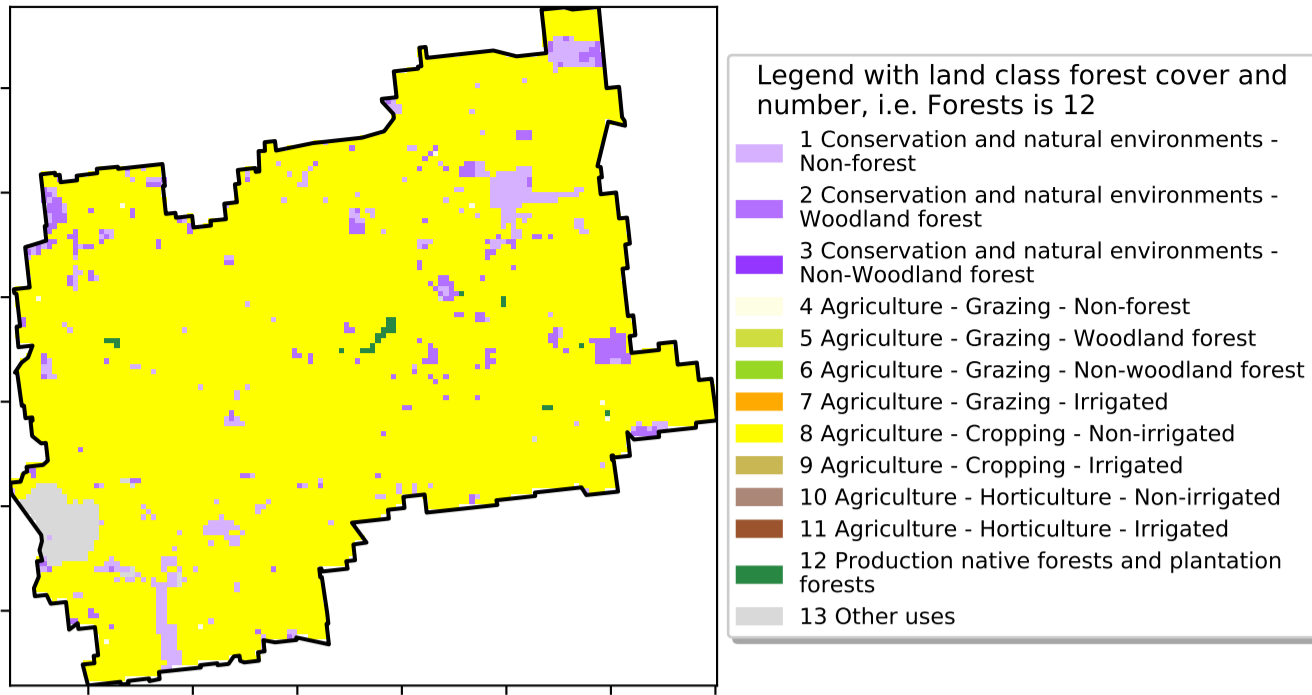 Legend with land class forest cover and
number, i.e. Forests is 12
1 Conservation and natural environments -
Non-forest
2 Conservation and natural environments -
Woodland forest
3 Conservation and natural environments -
Non-Woodland forest
4 Agriculture - Grazing - Non-forest
5 Agriculture - Grazing - Woodland forest
6 Agriculture - Grazing - Non-woodland forest
7 Agriculture - Grazing - Irrigated
8 Agriculture - Cropping - Non-irrigated
9 Agriculture - Cropping - Irrigated
10 Agriculture - Horticulture - Non-irrigated
11 Agriculture - Horticulture - Irrigated
12 Production native forests and plantation
forests
13 Other uses